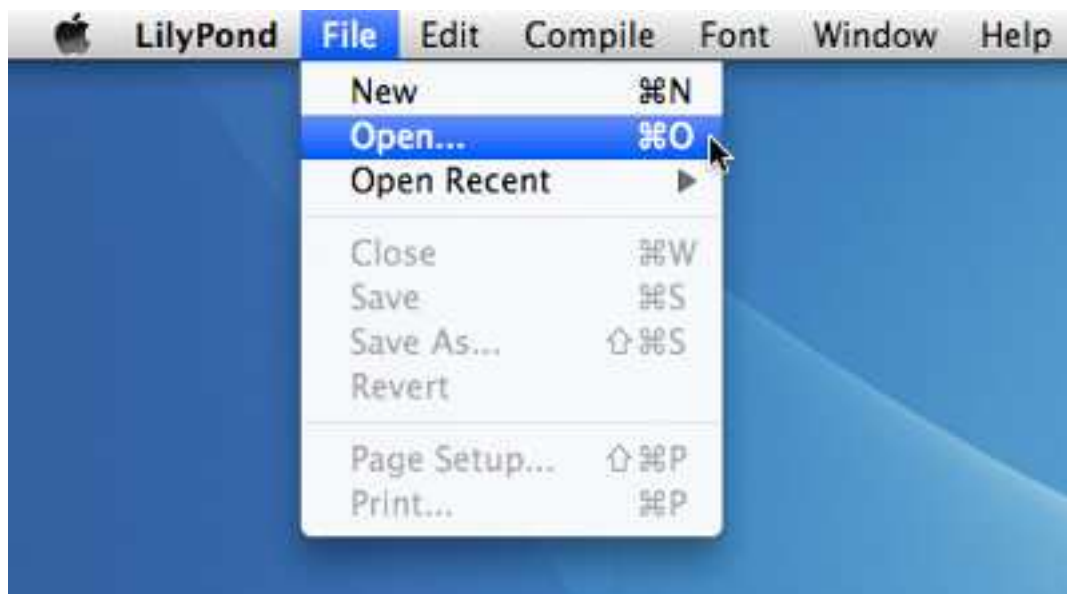 LilyPond File Edit Compile Font Window Help
New ⌘N
Open... ⌘O
Open Recent ▶
Close ⌘W
Save ⌘S
Save As... ⇧⌘S
Revert
Page Setup... ⇧⌘P
Print... ⌘P